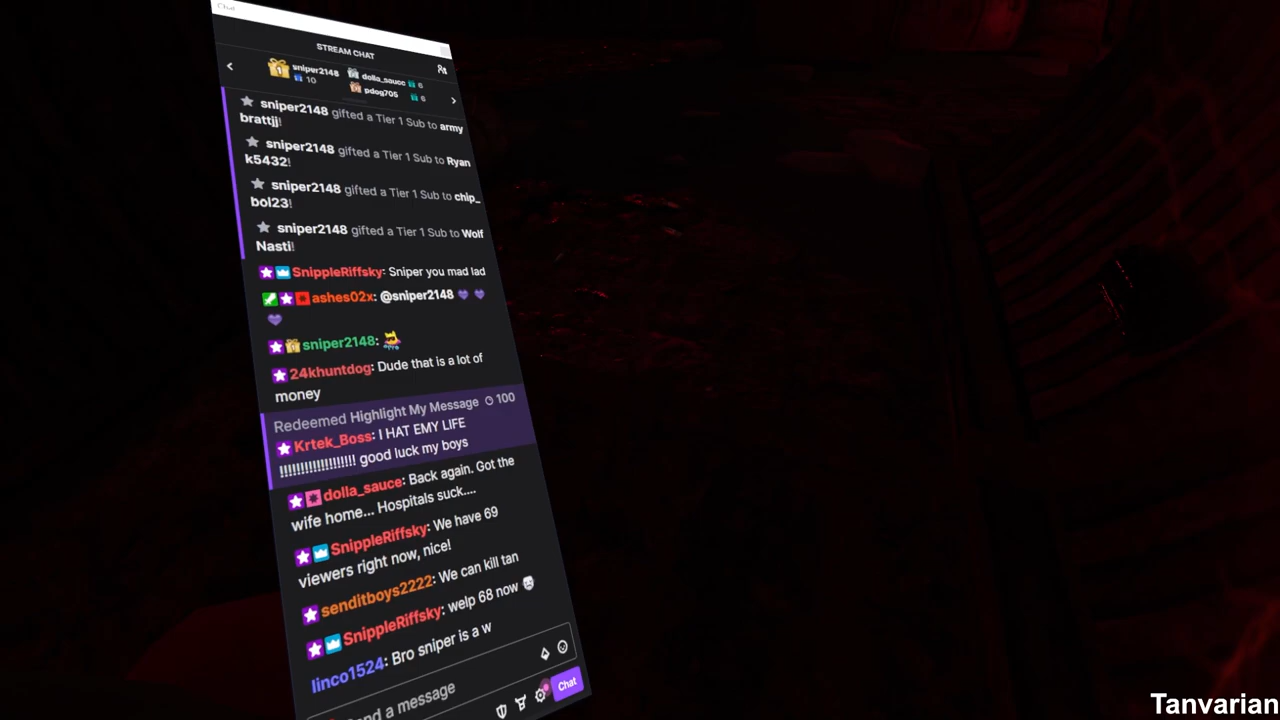 Chat
STREAM CHAT
sniper2148
10
dolla_sauce 6
pdog705 6
sniper2148 gifted a Tier 1 Sub to army
brattjj!
sniper2148 gifted a Tier 1 Sub to Ryan
k5432!
sniper2148 gifted a Tier 1 Sub to chip_
bol23!
sniper2148 gifted a Tier 1 Sub to Wolf
Nasti!
SnippleRiffsky: Sniper you mad lad
ashes02x: @sniper2148
sniper2148:
24khuntdog: Dude that is a lot of
money
Redeemed Highlight My Message 100
Krtek_Boss: I HAT EMY LIFE
!!!!!!!!!!!!!!!!!!! good luck my boys
dolla_sauce: Back again. Got the
wife home... Hospitals suck....
SnippleRiffsky: We have 69
viewers right now, nice!
senditboys2222: We can kill tan
SnippleRiffsky: welp 68 now
linco1524: Bro sniper is a w
a message
Chat
Tanvarian